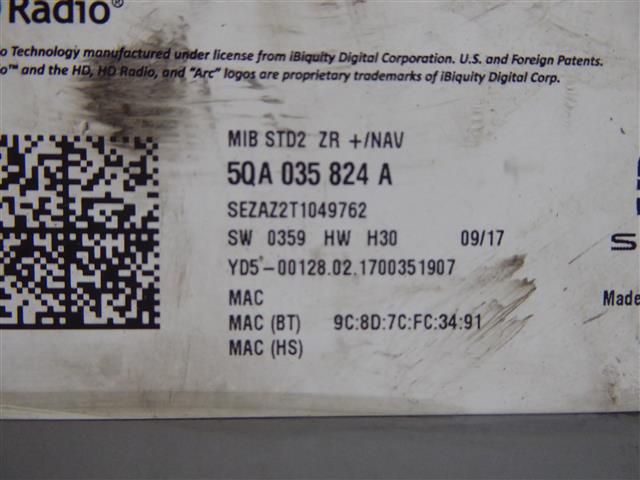 Radio®
Technology manufactured under license from iBiquity Digital Corporation. U.S. and Foreign Patents.
™ and the HD, HD Radio, and "Arc" logos are proprietary trademarks of iBiquity Digital Corp.
MIB STD2 ZR +/NAV
5QA 035 824 A
SEZAZ2T1049762
SW 0359 HW H30 09/17
YD5-00128.02.1700351907
S
MAC
Made
MAC (BT) 9C:8D:7C:FC:34:91
MAC (HS)